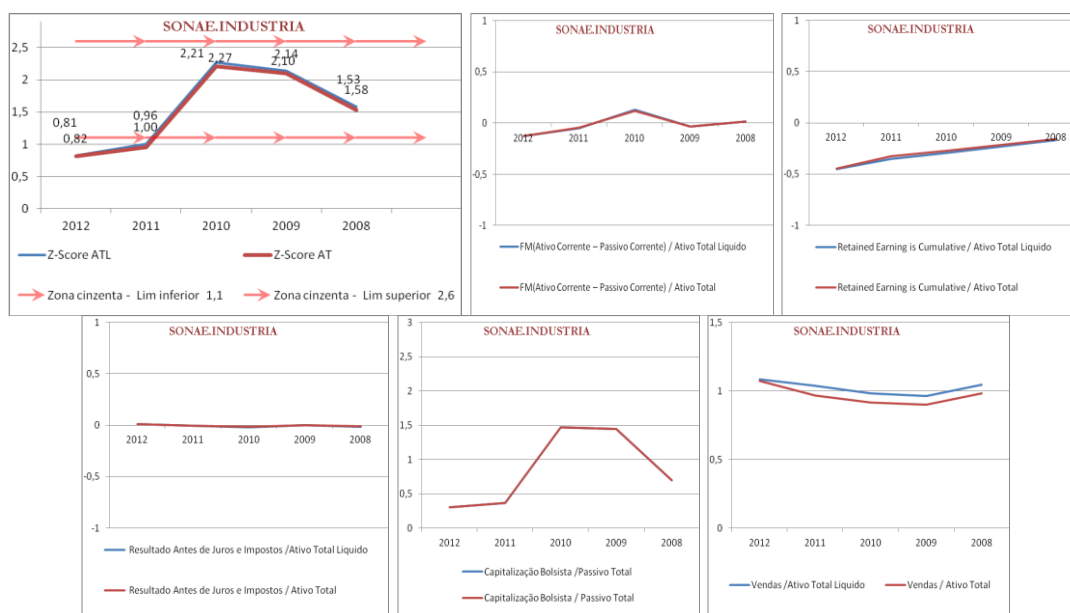 SONAE.INDUSTRIA
2,5
2
1,5
1
0,5
0
0,81
0,82
0,96
1,00
2,21
2,27
2,14
2,10
1,53
1,58
2012 2011 2010 2009 2008
Z-Score ATL Z-Score AT
Zona cinzenta - Lim inferior 1,1 Zona cinzenta - Lim superior 2,6
SONAE.INDUSTRIA
1
0,5
0
-0,5
-1
2012 2011 2010 2009 2008
FM(Ativo Corrente – Passivo Corrente) / Ativo Total Liquido
FM(Ativo Corrente – Passivo Corrente) / Ativo Total
SONAE.INDUSTRIA
1
0,5
0
-0,5
-1
2012 2011 2010 2009 2008
Retained Earning is Cumulative / Ativo Total Liquido
Retained Earning is Cumulative / Ativo Total
SONAE.INDUSTRIA
1
0,5
0
-0,5
-1
2012 2011 2010 2009 2008
Resultado Antes de Juros e Impostos /Ativo Total Liquido
Resultado Antes de Juros e Impostos / Ativo Total
SONAE.INDUSTRIA
3
2,5
2
1,5
1
0,5
0
2012 2011 2010 2009 2008
Capitalização Bolsista /Passivo Total
Capitalização Bolsista / Passivo Total
SONAE.INDUSTRIA
1,5
1
0,5
0
2012 2011 2010 2009 2008
Vendas /Ativo Total Liquido Vendas / Ativo Total